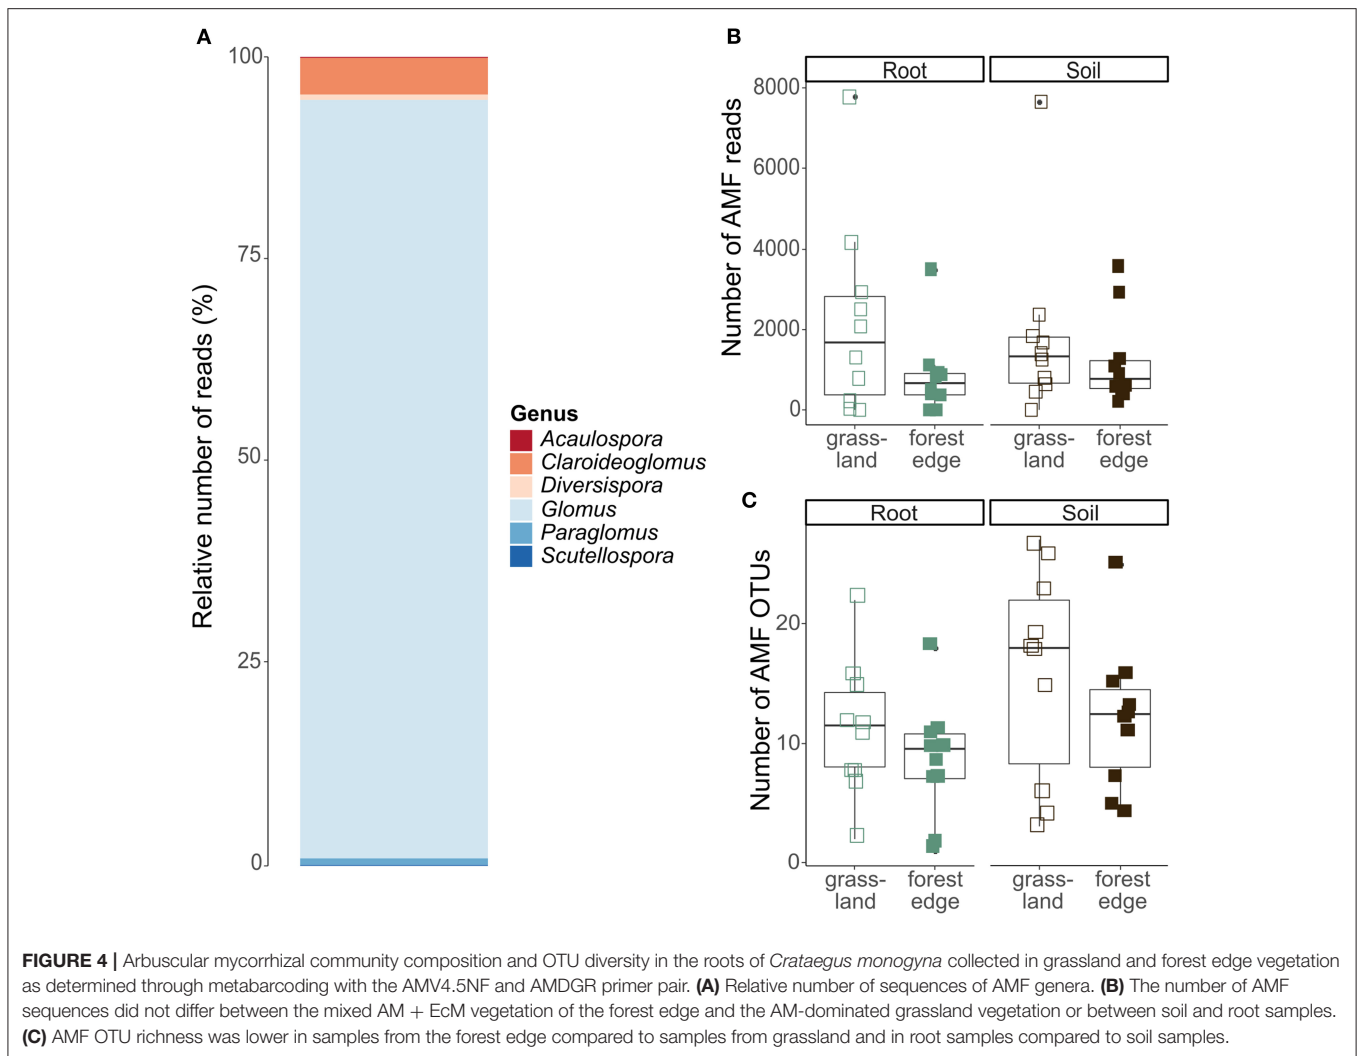 A
100
75
50
25
0
Relative number of reads (%)
Genus
Acaulospora
Claroideoglomus
Diversispora
Glomus
Paraglomus
Scutellospora
B
Root Soil
Number of AMF reads
8000
6000
4000
2000
0
grass- forest grass- forest
land edge land edge
C
Root Soil
Number of AMF OTUs
20
10
0
grass- forest grass- forest
land edge land edge
FIGURE 4 | Arbuscular mycorrhizal community composition and OTU diversity in the roots of Crataegus monogyna collected in grassland and forest edge vegetation
as determined through metabarcoding with the AMV4.5NF and AMDGR primer pair. (A) Relative number of sequences of AMF genera. (B) The number of AMF
sequences did not differ between the mixed AM + EcM vegetation of the forest edge and the AM-dominated grassland vegetation or between soil and root samples.
(C) AMF OTU richness was lower in samples from the forest edge compared to samples from grassland and in root samples compared to soil samples.